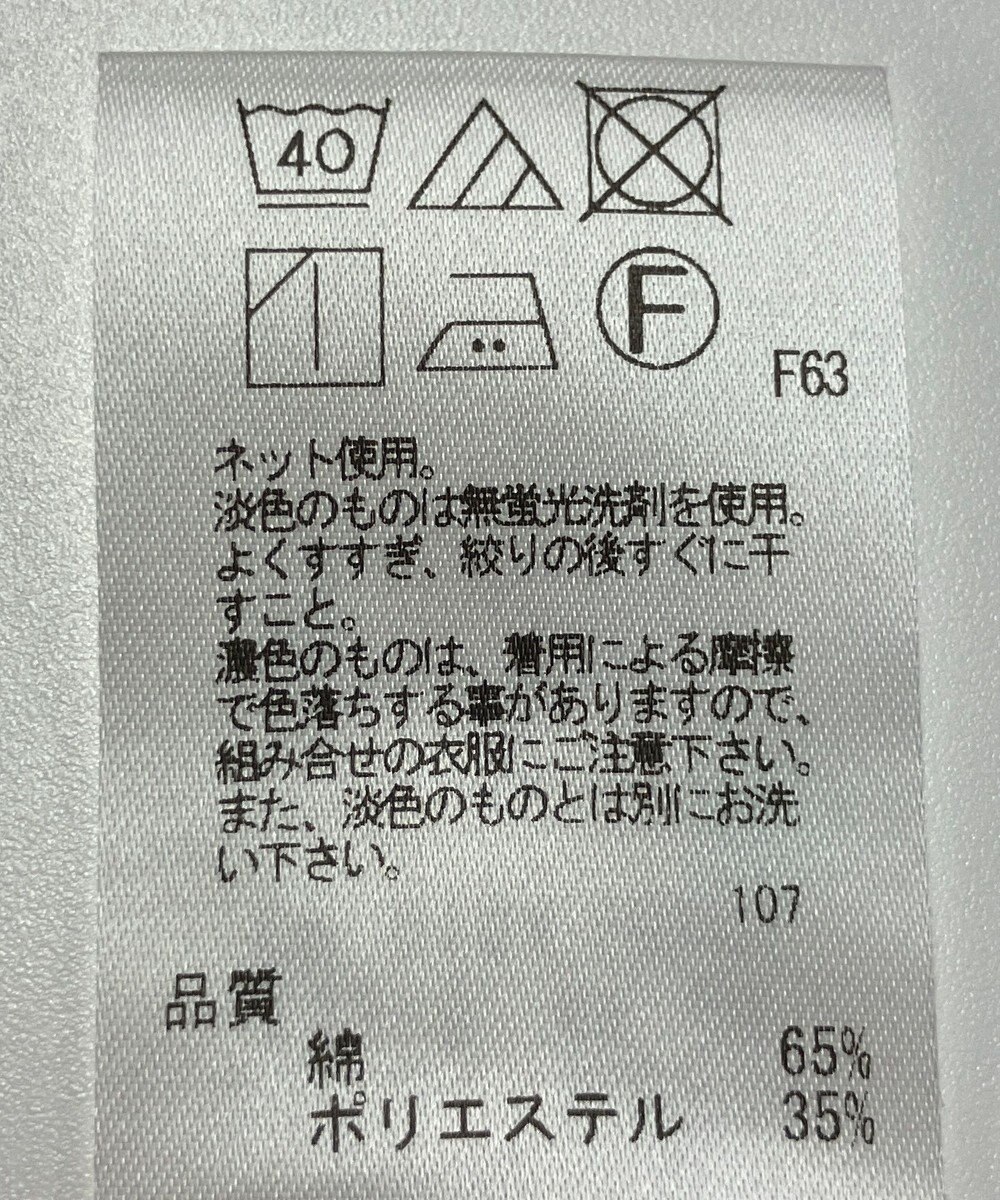 40
F
F63
ネット使用。
淡色のものは無蛍光洗剤を使用。
よくすすぎ、絞りの後すぐに干
すこと。
濃色のものは、着用による摩擦
で色落ちする事がありますので、
組み合せの衣服にご注意下さい。
また、淡色のものとは別にお洗
い下さい。
107
品質
綿 65%
ポリエステル 35%